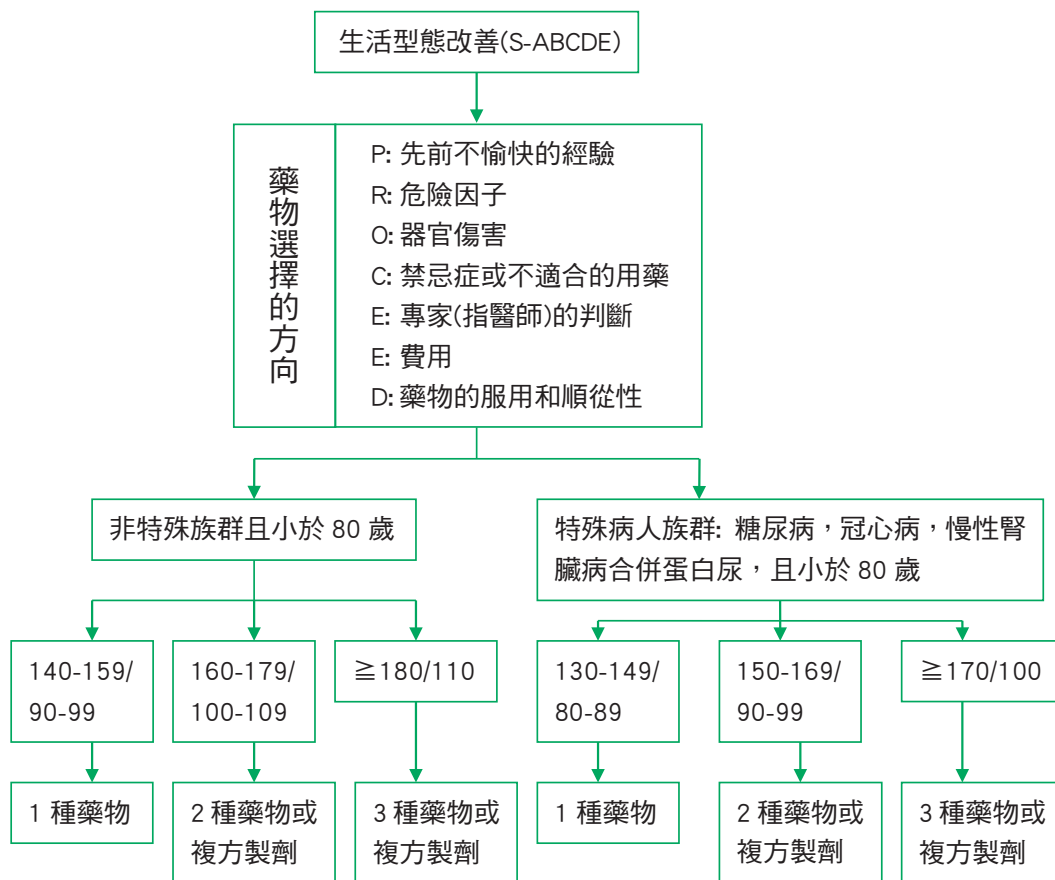 生活型態改善(S-ABCDE)
藥物選擇的方向
P: 先前不愉快的經驗
R: 危險因子
O: 器官傷害
C: 禁忌症或不適合的用藥
E: 專家(指醫師)的判斷
E: 費用
D: 藥物的服用和順從性
非特殊族群且小於 80 歲
特殊病人族群: 糖尿病，冠心病，慢性腎
臟病合併蛋白尿，且小於 80 歲
140-159/
90-99
160-179/
100-109
≧180/110
130-149/
80-89
150-169/
90-99
≧170/100
1 種藥物
2 種藥物或
複方製劑
3 種藥物或
複方製劑
1 種藥物
2 種藥物或
複方製劑
3 種藥物或
複方製劑